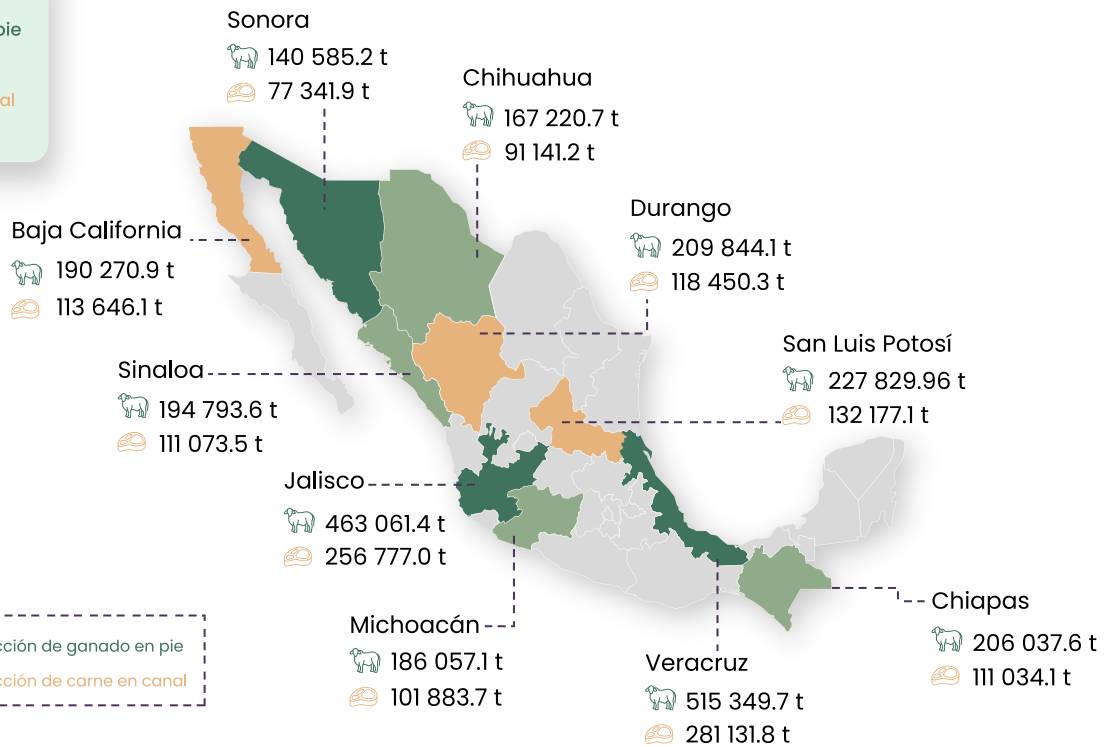 pie
al
Sonora
140 585.2 t
77 341.9 t
Chihuahua
167 220.7 t
91 141.2 t
Durango
209 844.1 t
118 450.3 t
Baja California
190 270.9 t
113 646.1 t
San Luis Potosí
227 829.96 t
132 177.1 t
Sinaloa
194 793.6 t
111 073.5 t
Jalisco
463 061.4 t
256 777.0 t
Michoacán
186 057.1 t
101 883.7 t
Veracruz
515 349.7 t
281 131.8 t
Chiapas
206 037.6 t
111 034.1 t
cción de ganado en pie
cción de carne en canal